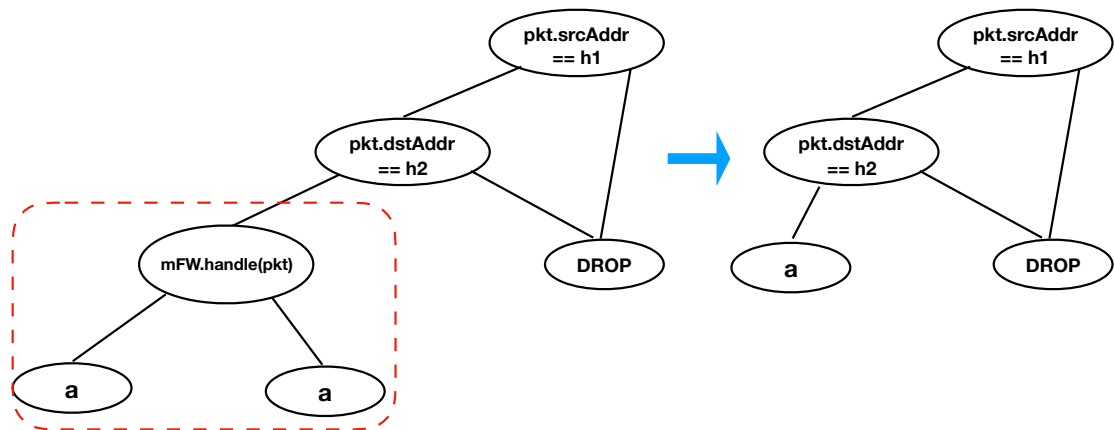 pkt.srcAddr
== h1
pkt.dstAddr
== h2
mFW.handle(pkt)
DROP
a
a
pkt.srcAddr
== h1
pkt.dstAddr
== h2
a
DROP